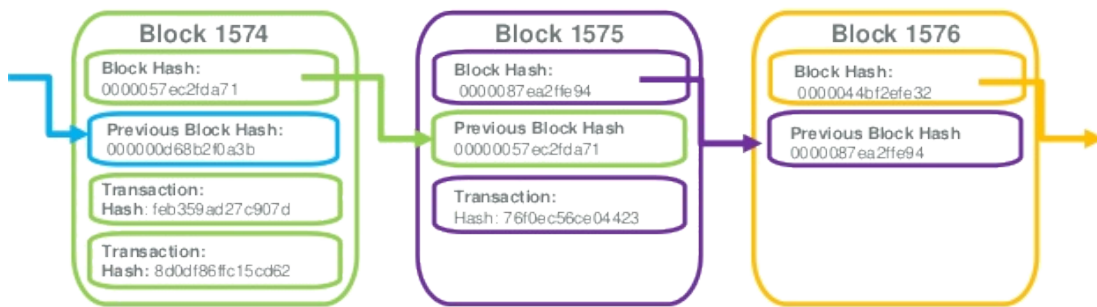 Block 1574
Block Hash:
0000057ec2fda71
Previous Block Hash:
000000d68b2f0a3b
Transaction:
Hash: feb359ad27c907d
Transaction:
Hash: 8d0df86ffc15cd62
Block 1575
Block Hash:
0000087ea2ffe94
Previous Block Hash
00000057ec2fda71
Transaction:
Hash: 76f0ec56ce04423
Block 1576
Block Hash:
0000044bf2efe32
Previous Block Hash
0000087ea2ffe94